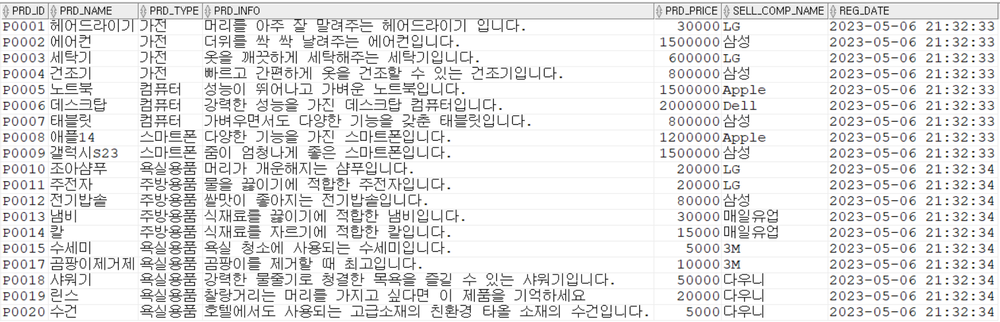 PRD_ID PRD_NAME PRD_TYPE PRD_INFO PRD_PRICE SELL_COMP_NAME REG_DATE
P0001 헤어드라이기 가전 머리를 아주 잘 말려주는 헤어드라이기 입니다. 30000 LG 2023-05-06 21:32:33
P0002 에어컨 가전 더위를 싹 싹 날려주는 에어컨입니다. 1500000 삼성 2023-05-06 21:32:33
P0003 세탁기 가전 옷을 깨끗하게 세탁해주는 세탁기입니다. 600000 LG 2023-05-06 21:32:33
P0004 건조기 가전 빠르고 간편하게 옷을 건조할 수 있는 건조기입니다. 800000 삼성 2023-05-06 21:32:33
P0005 노트북 컴퓨터 성능이 뛰어나고 가벼운 노트북입니다. 1500000 Apple 2023-05-06 21:32:33
P0006 데스크탑 컴퓨터 강력한 성능을 가진 데스크탑 컴퓨터입니다. 2000000 Dell 2023-05-06 21:32:33
P0007 태블릿 컴퓨터 가벼우면서도 다양한 기능을 갖춘 태블릿입니다. 800000 삼성 2023-05-06 21:32:33
P0008 애플14 스마트폰 다양한 기능을 가진 스마트폰입니다. 1200000 Apple 2023-05-06 21:32:33
P0009 갤럭시S23 스마트폰 줌이 엄청나게 좋은 스마트폰입니다. 1500000 삼성 2023-05-06 21:32:33
P0010 조아샴푸 욕실용품 머리가 개운해지는 샴푸입니다. 20000 LG 2023-05-06 21:32:34
P0011 주전자 주방용품 물을 끓이기에 적합한 주전자입니다. 20000 LG 2023-05-06 21:32:34
P0012 전기밥솥 주방용품 쌀맛이 좋아지는 전기밥솥입니다. 80000 삼성 2023-05-06 21:32:34
P0013 냄비 주방용품 식재료를 끓이기에 적합한 냄비입니다. 30000 매일유업 2023-05-06 21:32:34
P0014 칼 주방용품 식재료를 자르기에 적합한 칼입니다. 15000 매일유업 2023-05-06 21:32:34
P0015 수세미 욕실용품 욕실 청소에 사용되는 수세미입니다. 5000 3M 2023-05-06 21:32:34
P0017 곰팡이제거제 욕실용품 곰팡이를 제거할 때 최고입니다. 10000 3M 2023-05-06 21:32:34
P0018 샤워기 욕실용품 강력한 물줄기로 청결한 목욕을 즐길 수 있는 샤워기입니다. 50000 다우니 2023-05-06 21:32:34
P0019 린스 욕실용품 찰랑거리는 머리를 가지고 싶다면 이 제품을 기억하세요 20000 다우니 2023-05-06 21:32:34
P0020 수건 욕실용품 호텔에서도 사용되는 고급소재의 친환경 타올 소재의 수건입니다. 5000 다우니 2023-05-06 21:32:34